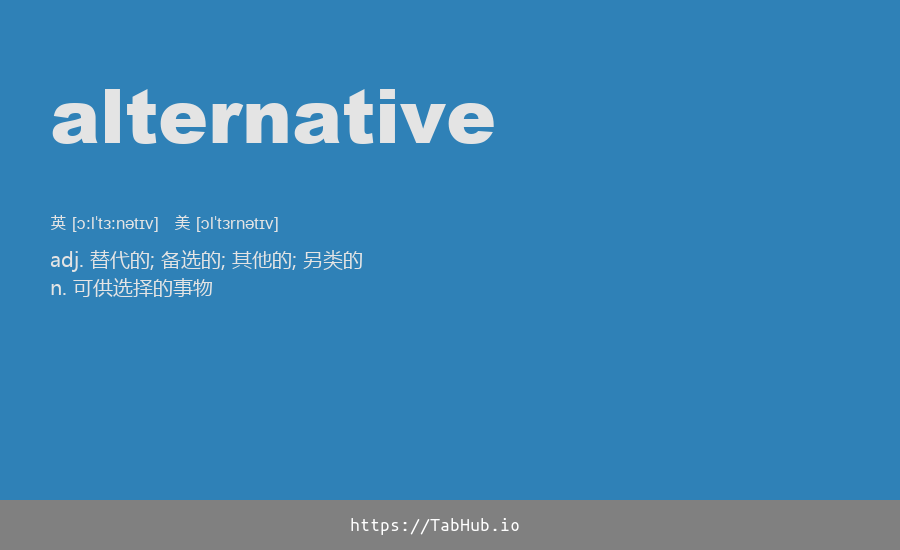 alternative
英 [ɔːlˈtɜːnətɪv] 美 [ɔlˈtɜrnətɪv]
adj. 替代的; 备选的; 其他的; 另类的
n. 可供选择的事物
https://TabHub.io